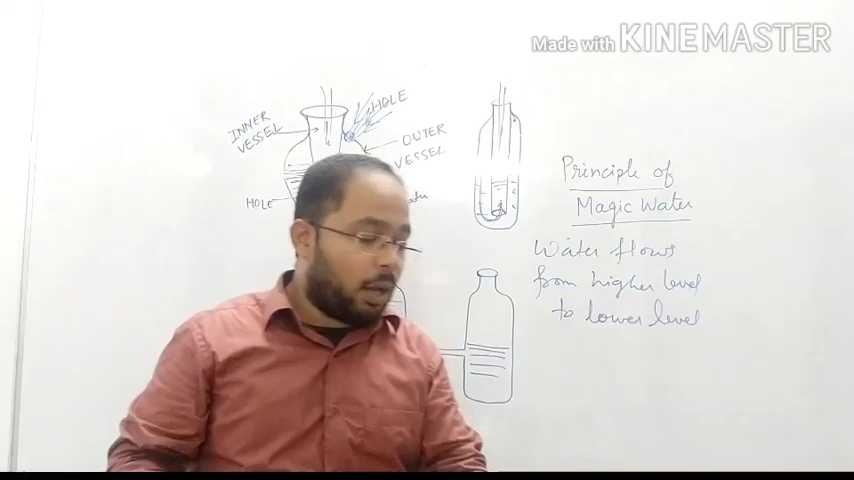 Made with KINEMASTER
HOLE
INNER
VESSEL
OUTER
VESSEL
HOLE
Principle of
Magic Water
Water flows
from higher level
to lower level